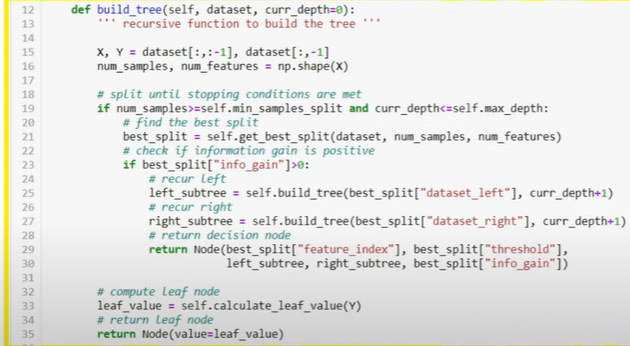 12 def build_tree(self, dataset, curr_depth=0):
13 ''' recursive function to build the tree '''
14
15 X, Y = dataset[:,:-1], dataset[:,-1]
16 num_samples, num_features = np.shape(X)
17
18 # split until stopping conditions are met
19 if num_samples>=self.min_samples_split and curr_depth<=self.max_depth:
20 # find the best split
21 best_split = self.get_best_split(dataset, num_samples, num_features)
22 # check if information gain is positive
23 if best_split["info_gain"]>0:
24 # recur left
25 left_subtree = self.build_tree(best_split["dataset_left"], curr_depth+1)
26 # recur right
27 right_subtree = self.build_tree(best_split["dataset_right"], curr_depth+1)
28 # return decision node
29 return Node(best_split["feature_index"], best_split["threshold"],
30 left_subtree, right_subtree, best_split["info_gain"])
31
32 # compute leaf node
33 leaf_value = self.calculate_leaf_value(Y)
34 # return leaf node
35 return Node(value=leaf_value)